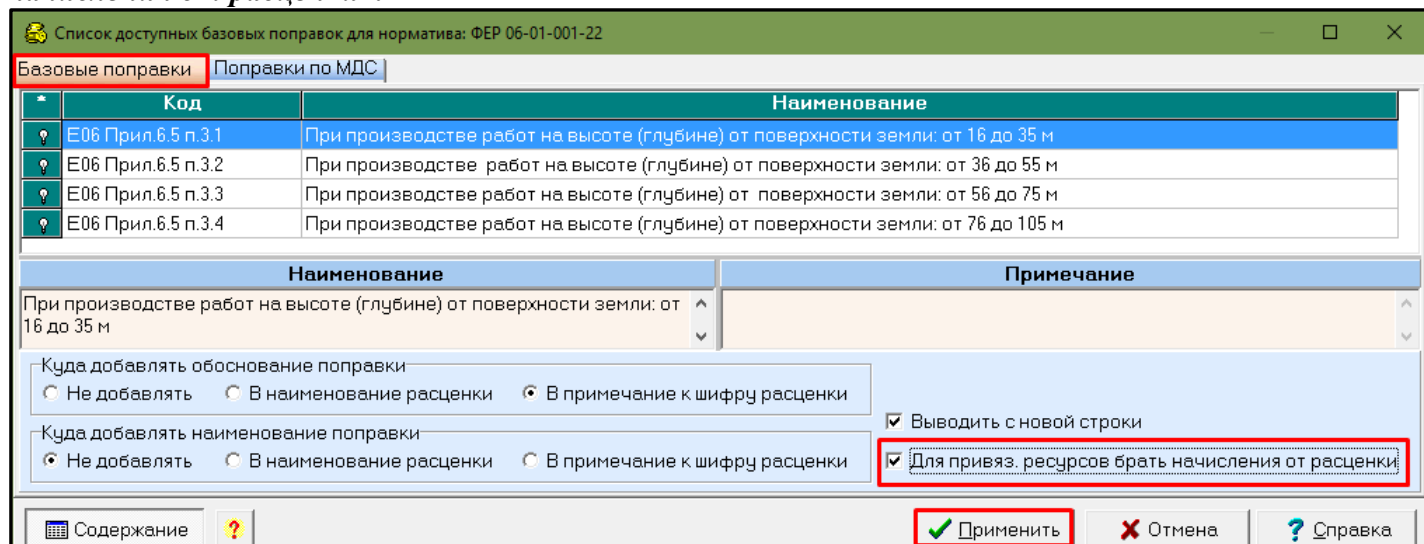 Список доступных базовых поправок для норматива: ФЕР 06-01-001-22
Базовые поправки Поправки по МДС
* Код Наименование
E06 Прил.6.5 п.3.1 При производстве работ на высоте (глубине) от поверхности земли: от 16 до 35 м
E06 Прил.6.5 п.3.2 При производстве работ на высоте (глубине) от поверхности земли: от 36 до 55 м
E06 Прил.6.5 п.3.3 При производстве работ на высоте (глубине) от поверхности земли: от 56 до 75 м
E06 Прил.6.5 п.3.4 При производстве работ на высоте (глубине) от поверхности земли: от 76 до 105 м
Наименование Примечание
При производстве работ на высоте (глубине) от поверхности земли: от
16 до 35 м
Куда добавлять обоснование поправки
Не добавлять В наименование расценки В примечание к шифру расценки
Выводить с новой строки
Куда добавлять наименование поправки
Не добавлять В наименование расценки В примечание к шифру расценки Для привяз. ресурсов брать начисления от расценки
Содержание ? Применить Отмена ? Справка